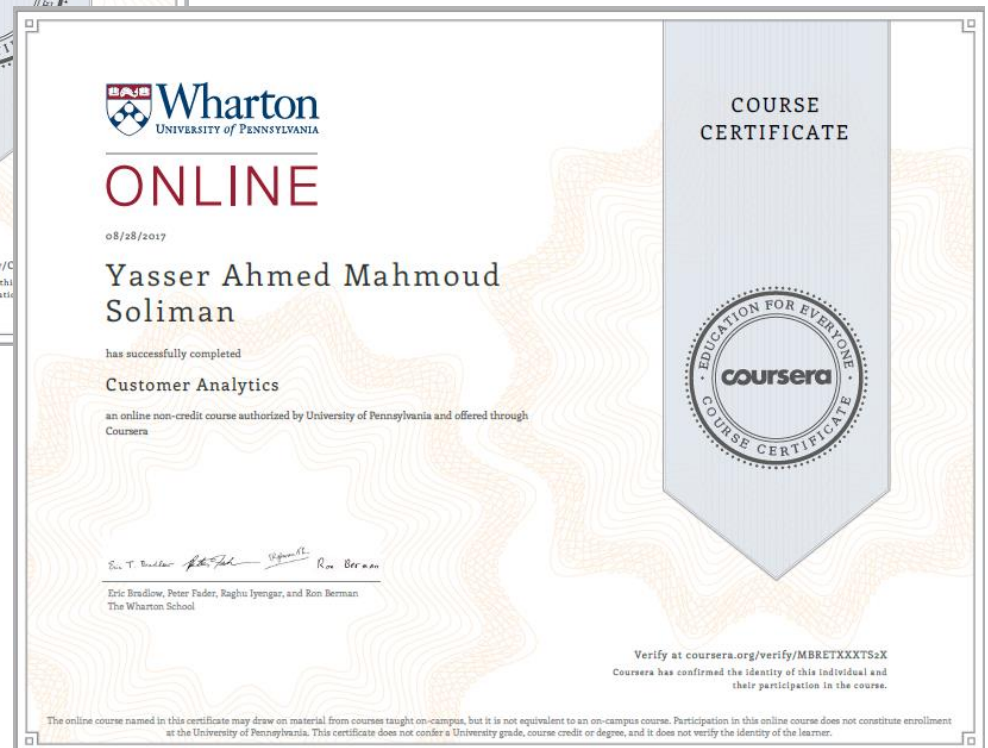 Wharton
UNIVERSITY of PENNSYLVANIA
ONLINE
08/28/2017
Yasser Ahmed Mahmoud
Soliman
has successfully completed
Customer Analytics
an online non-credit course authorized by University of Pennsylvania and offered through
Coursera
Eric T. Bradlow
Ron Berman
Eric Bradlow, Peter Fader, Raghu Iyengar, and Ron Berman
The Wharton School
COURSE
CERTIFICATE
EDUCATION FOR EVERYONE
coursera
COURSE CERTIFICATE
Verify at coursera.org/verify/MBRETXXXTS2X
Coursera has confirmed the identity of this individual and
their participation in the course.
The online course named in this certificate may draw on material from courses taught on-campus, but it is not equivalent to an on-campus course. Participation in this online course does not constitute enrollment
at the University of Pennsylvania. This certificate does not confer a University grade, course credit or degree, and it does not verify the identity of the learner.